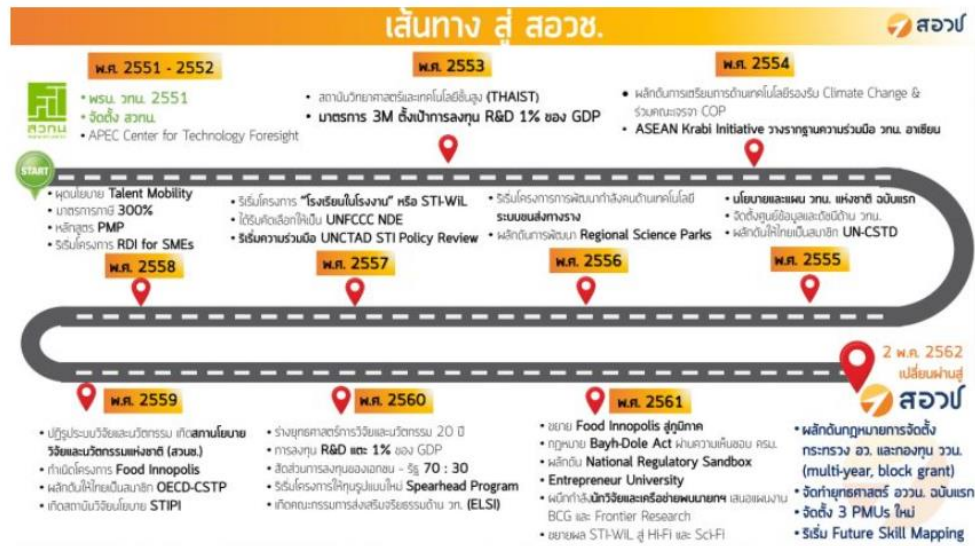 เส้นทาง สู่ สอวช.
สอวช
พ.ศ. 2551 - 2552
สวทน
• พรบ. วทน. 2551
• จัดตั้ง สวทน.
• APEC Center for Technology Foresight
พ.ศ. 2553
• สถาบันวิทยาศาสตร์และเทคโนโลยีชั้นสูง (THAIST)
• มาตรการ 3M ตั้งเป้าการลงทุน R&D 1% ของ GDP
พ.ศ. 2554
• ผลักดันการเตรียมการด้านเทคโนโลยีรองรับ Climate Change &
ร่วมคณะเจรจา COP
• ASEAN Krabi Initiative วางรากฐานความร่วมมือ วทน. อาเซียน
START
• ผุดนโยบาย Talent Mobility
• มาตรการภาษี 300%
• หลักสูตร PMP
• ริเริ่มโครงการ RDI for SMEs
พ.ศ. 2558
• ริเริ่มโครงการ "โรงเรียนในโรงงาน" หรือ STI-WiL
• ได้รับคัดเลือกให้เป็น UNFCCC NDE
• ริเริ่มความร่วมมือ UNCTAD STI Policy Review
พ.ศ. 2557
• ริเริ่มโครงการการพัฒนากำลังคนด้านเทคโนโลยี
ระบบขนส่งทางราง
• ผลักดันการพัฒนา Regional Science Parks
พ.ศ. 2556
• นโยบายและแผน วทน. แห่งชาติ ฉบับแรก
• จัดตั้งศูนย์ข้อมูลและดัชนีด้าน วทน.
• ผลักดันให้ไทยเป็นสมาชิก UN-CSTD
พ.ศ. 2555
พ.ศ. 2559
• ปฏิรูประบบวิจัยและนวัตกรรม เกิดสภานโยบาย
วิจัยและนวัตกรรมแห่งชาติ (สวนช.)
• กำเนิดโครงการ Food Innopolis
• ผลักดันให้ไทยเป็นสมาชิก OECD-CSTP
• เกิดสถาบันวิจัยนโยบาย STIPI
พ.ศ. 2560
• ร่างยุทธศาสตร์การวิจัยและนวัตกรรม 20 ปี
• การลงทุน R&D แตะ 1% ของ GDP
• สัดส่วนการลงทุนของเอกชน - รัฐ 70 : 30
• ริเริ่มโครงการให้ทุนรูปแบบใหม่ Spearhead Program
• เกิดคณะกรรมการส่งเสริมจริยธรรมด้าน วท. (ELSI)
พ.ศ. 2561
• ขยาย Food Innopolis สู่ภูมิภาค
• กฎหมาย Bayh-Dole Act ผ่านความเห็นชอบ ครม.
• ผลักดัน National Regulatory Sandbox
• Entrepreneur University
• ผนึกกำลังนักวิจัยและเครือข่ายพบนายกฯ เสนอแผนงาน
BCG และ Frontier Research
• ขยายผล STI-WiL สู่ Hi-Fi และ Sci-Fi
2 พ.ค. 2562
เปลี่ยนผ่านสู่
สอวช
• ผลักดันกฎหมายการจัดตั้ง
กระทรวง อว. และกองทุน ววน.
(multi-year, block grant)
• จัดทำยุทธศาสตร์ อววน. ฉบับแรก
• จัดตั้ง 3 PMUs ใหม่
• ริเริ่ม Future Skill Mapping